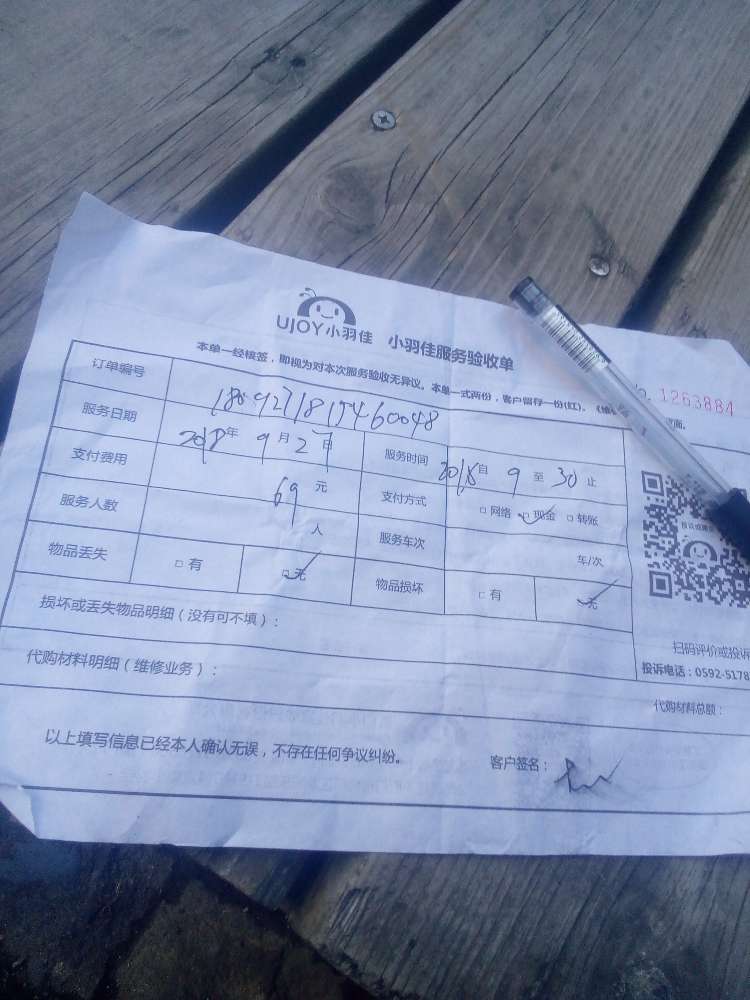 UJOY小羽佳 小羽佳服务验收单
本单一经核签，即视为对本次服务验收无异议。本单一式两份，客户留存一份(红)。
1263884
订单编号
服务日期 2018年 9月 2 日 服务时间 2018自 9 至 30 止
支付费用 69 元 支付方式 □网络 □现金 □转账
服务人数 人 服务车次 车/次
物品丢失 □有 □无 物品损坏 □有 无
损坏或丢失物品明细（没有可不填）：
扫码评价或投诉
投诉电话：0592-5178
代购材料明细（维修业务）：
代购材料总额：
以上填写信息已经本人确认无误，不存在任何争议纠纷。 客户签名：